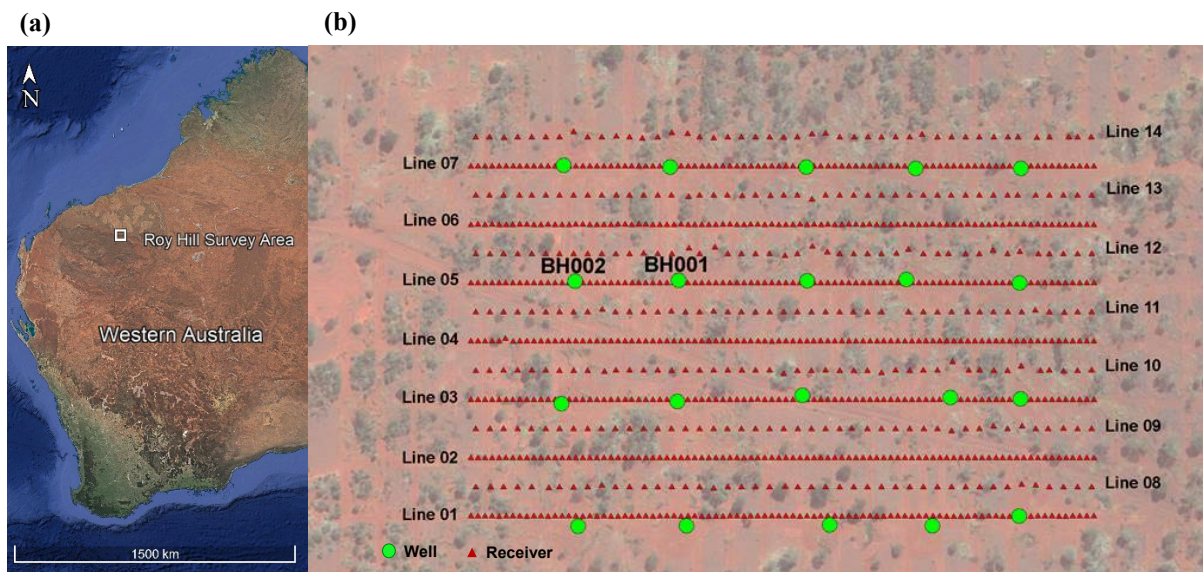 (a)
(b)
N
Roy Hill Survey Area
Western Australia
1500 km
Line 14
Line 07
Line 13
Line 06
Line 12
BH002
BH001
Line 05
Line 11
Line 04
Line 10
Line 03
Line 09
Line 02
Line 08
Line 01
Well
Receiver